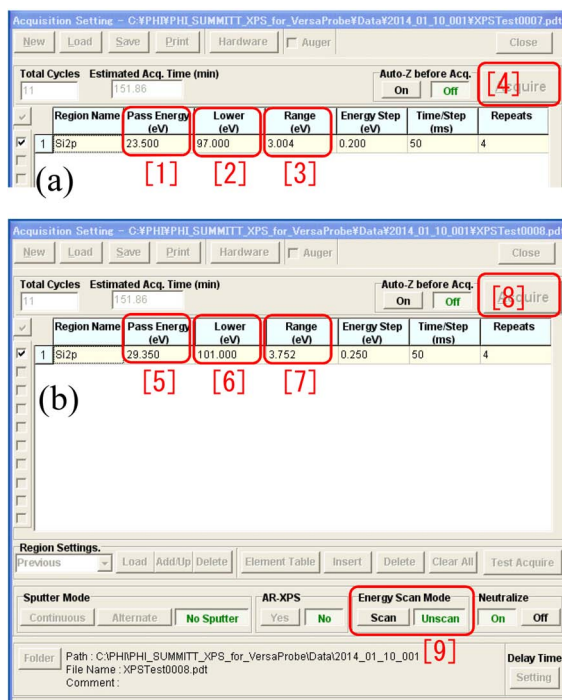 Acquisition Setting - C:¥PHI¥PHI_SUMMITT_XPS_for_VersaProbe¥Data¥2014_01_10_001¥XPSTest0007.pdt
New Load Save Print Hardware Auger Close
Total Cycles Estimated Acq. Time (min) Auto-Z before Acq.
11 151.86 On Off [4] Acquire
Region Name Pass Energy (eV) Lower (eV) Range (eV) Energy Step (eV) Time/Step (ms) Repeats
1 Si2p 23.500 97.000 3.004 0.200 50 4
(a) [1] [2] [3]
Acquisition Setting - C:¥PHI¥PHI_SUMMITT_XPS_for_VersaProbe¥Data¥2014_01_10_001¥XPSTest0008.pdt
New Load Save Print Hardware Auger Close
Total Cycles Estimated Acq. Time (min) Auto-Z before Acq.
11 151.86 On Off [8] Acquire
Region Name Pass Energy (eV) Lower (eV) Range (eV) Energy Step (eV) Time/Step (ms) Repeats
1 Si2p 29.350 101.000 3.752 0.250 50 4
(b) [5] [6] [7]
Region Settings.
Previous Load Add/Up Delete Element Table Insert Delete Clear All Test Acquire
Sputter Mode AR-XPS Energy Scan Mode Neutralize
Continuous Alternate No Sputter Yes No Scan Unscan On Off
Folder Path : C:\PHI\PHI_SUMMITT_XPS_for_VersaProbe\Data\2014_01_10_001 [9] Delay Time
File Name : XPSTest0008.pdt Setting
Comment :